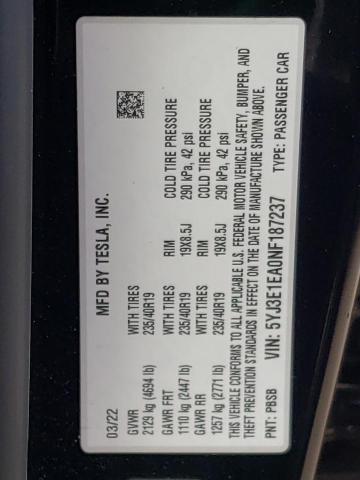 MFD BY TESLA, INC.
03/22
GVWR WITH TIRES RIM COLD TIRE PRESSURE
2129 kg (4694 lb) 235/40R19 19X8.5J 290 kPa, 42 psi
GAWR FRT WITH TIRES RIM COLD TIRE PRESSURE
1110 kg (2447 lb) 235/40R19 19X8.5J 290 kPa, 42 psi
GAWR RR
1257 kg (2771 lb)
THIS VEHICLE CONFORMS TO ALL APPLICABLE U.S. FEDERAL MOTOR VEHICLE SAFETY, BUMPER, AND
THEFT PREVENTION STANDARDS IN EFFECT ON THE DATE OF MANUFACTURE SHOWN ABOVE.
VIN: 5YJ3E1EA0NF187237
PNT: PBSB TYPE: PASSENGER CAR